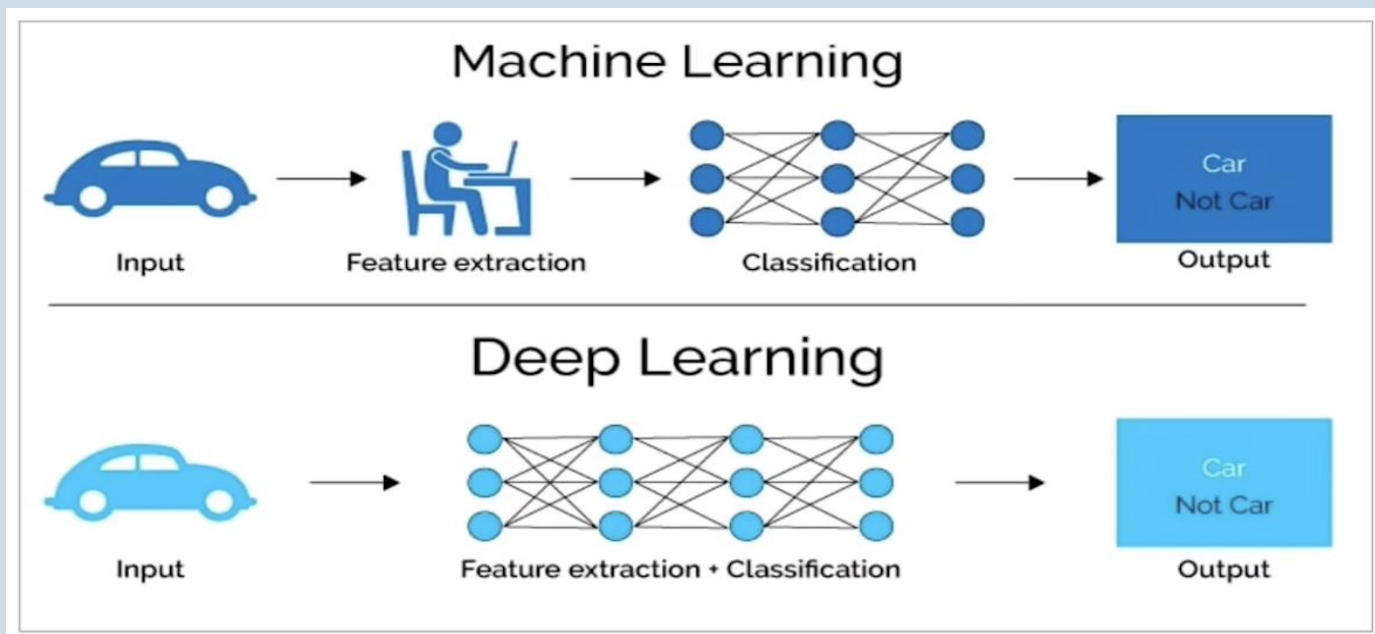 Machine Learning
Car
Not Car
Input
Feature extraction
Classification
Output
Deep Learning
Car
Not Car
Input
Feature extraction + Classification
Output